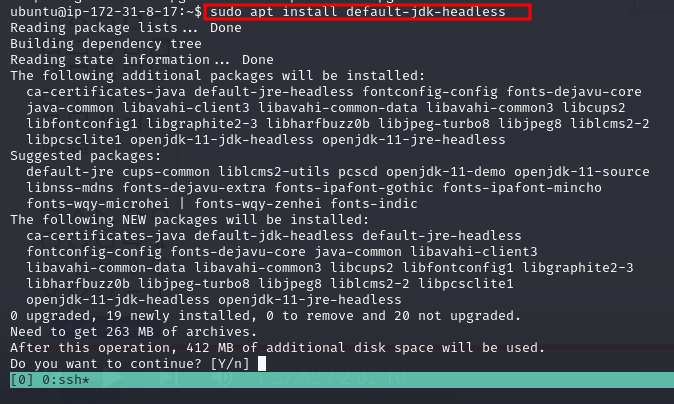 ubuntu@ip-172-31-8-17:~$ sudo apt install default-jdk-headless
Reading package lists... Done
Building dependency tree
Reading state information... Done
The following additional packages will be installed:
  ca-certificates-java default-jre-headless fontconfig-config fonts-dejavu-core
  java-common libavahi-client3 libavahi-common-data libavahi-common3 libcups2
  libfontconfig1 libgraphite2-3 libharfbuzz0b libjpeg-turbo8 libjpeg8 liblcms2-2
  libpcsclite1 openjdk-11-jdk-headless openjdk-11-jre-headless
Suggested packages:
  default-jre cups-common liblcms2-utils pcscd openjdk-11-demo openjdk-11-source
  libnss-mdns fonts-dejavu-extra fonts-ipafont-gothic fonts-ipafont-mincho
  fonts-wqy-microhei | fonts-wqy-zenhei fonts-indic
The following NEW packages will be installed:
  ca-certificates-java default-jdk-headless default-jre-headless
  fontconfig-config fonts-dejavu-core java-common libavahi-client3
  libavahi-common-data libavahi-common3 libcups2 libfontconfig1 libgraphite2-3
  libharfbuzz0b libjpeg-turbo8 libjpeg8 liblcms2-2 libpcsclite1
  openjdk-11-jdk-headless openjdk-11-jre-headless
0 upgraded, 19 newly installed, 0 to remove and 20 not upgraded.
Need to get 263 MB of archives.
After this operation, 412 MB of additional disk space will be used.
Do you want to continue? [Y/n]
[0] 0:ssh*